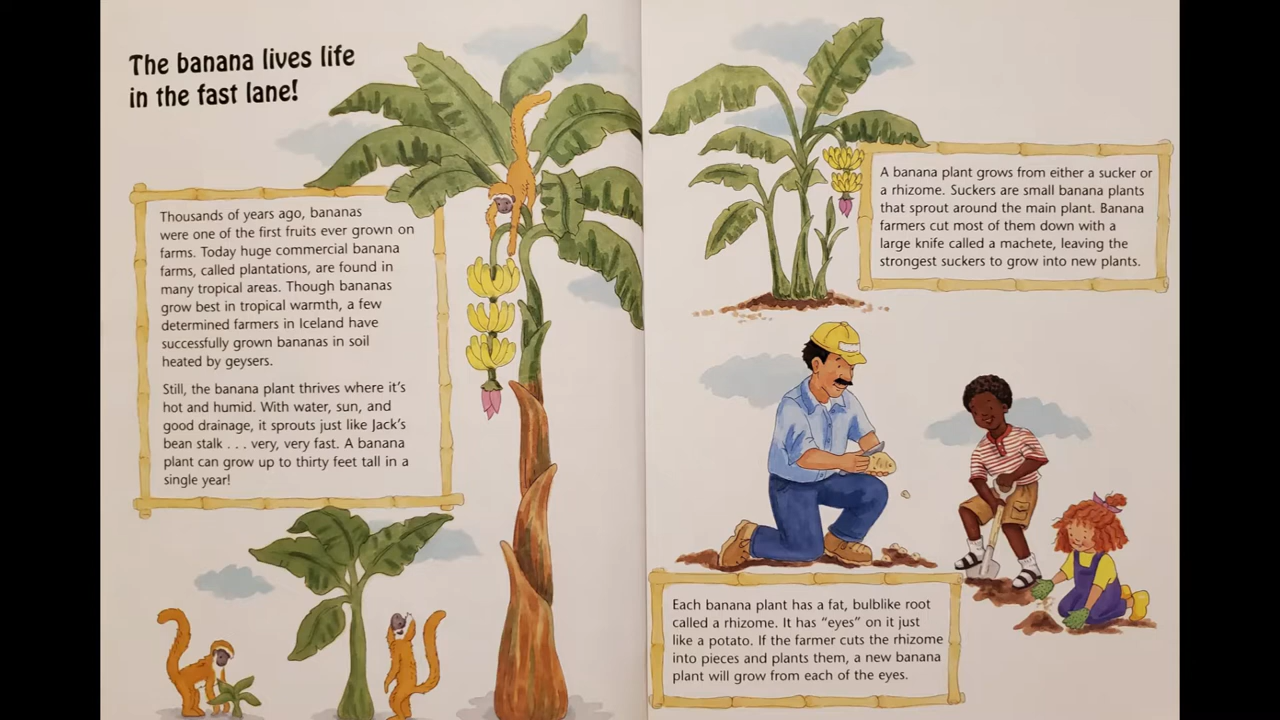 The banana lives life
in the fast lane!
Thousands of years ago, bananas
were one of the first fruits ever grown on
farms. Today huge commercial banana
farms, called plantations, are found in
many tropical areas. Though bananas
grow best in tropical warmth, a few
determined farmers in Iceland have
successfully grown bananas in soil
heated by geysers.
Still, the banana plant thrives where it's
hot and humid. With water, sun, and
good drainage, it sprouts just like Jack's
bean stalk . . . very, very fast. A banana
plant can grow up to thirty feet tall in a
single year!
A banana plant grows from either a sucker or
a rhizome. Suckers are small banana plants
that sprout around the main plant. Banana
farmers cut most of them down with a
large knife called a machete, leaving the
strongest suckers to grow into new plants.
Each banana plant has a fat, bulblike root
called a rhizome. It has “eyes” on it just
like a potato. If the farmer cuts the rhizome
into pieces and plants them, a new banana
plant will grow from each of the eyes.